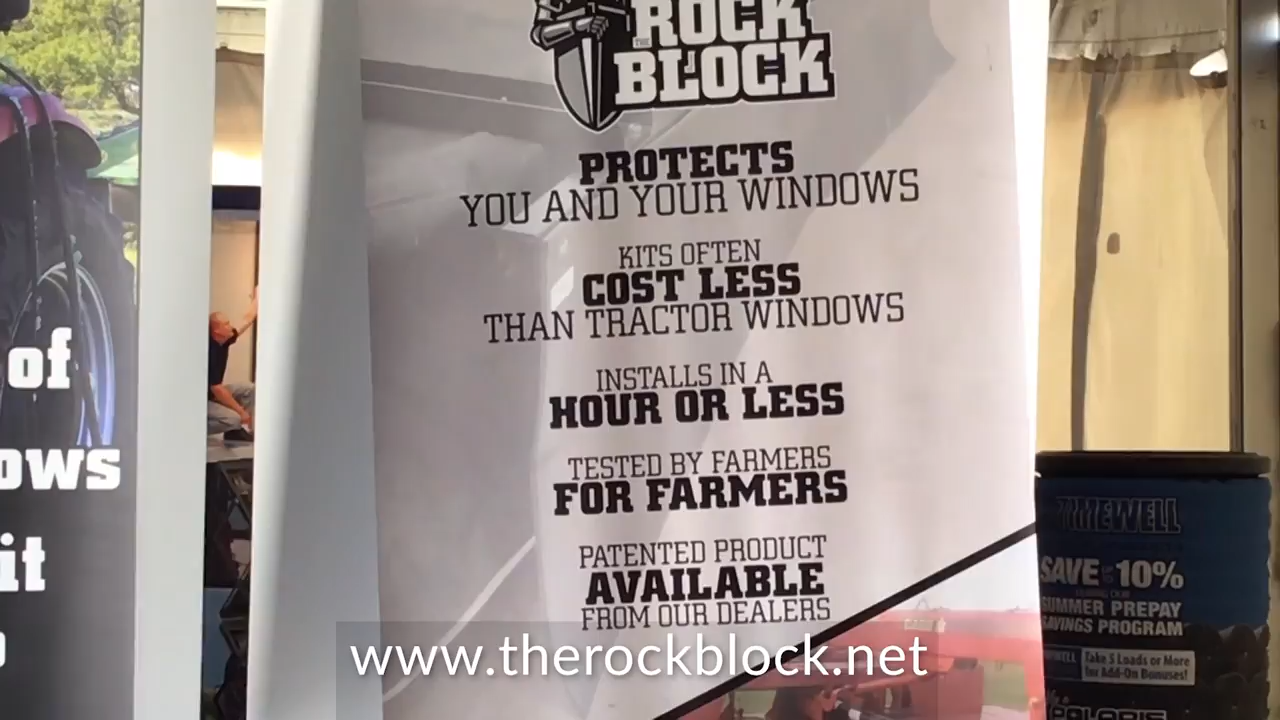 of
ows
it
THE ROCK
BLOCK
PROTECTS
YOU AND YOUR WINDOWS
KITS OFTEN
COST LESS
THAN TRACTOR WINDOWS
INSTALLS IN A
HOUR OR LESS
TESTED BY FARMERS
FOR FARMERS
PATENTED PRODUCT
AVAILABLE
FROM OUR DEALERS
www.therockblock.net
TIMEWELL
SAVE 10%
SUMMER PREPAY
SAVINGS PROGRAM
Take 5 Loads or More
for Add-On Bonuses!
POLARIS